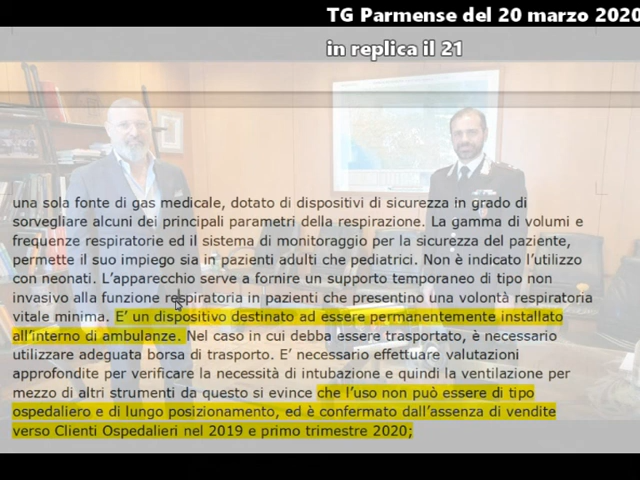 TG Parmense del 20 marzo 2020
in replica il 21
una sola fonte di gas medicale, dotato di dispositivi di sicurezza in grado di
sorvegliare alcuni dei principali parametri della respirazione. La gamma di volumi e
frequenze respiratorie ed il sistema di monitoraggio per la sicurezza del paziente,
permette il suo impiego sia in pazienti adulti che pediatrici. Non è indicato l'utilizzo
con neonati. L'apparecchio serve a fornire un supporto temporaneo di tipo non
invasivo alla funzione respiratoria in pazienti che presentino una volontà respiratoria
vitale minima. E' un dispositivo destinato ad essere permanentemente installato
all'interno di ambulanze. Nel caso in cui debba essere trasportato, è necessario
utilizzare adeguata borsa di trasporto. E' necessario effettuare valutazioni
approfondite per verificare la necessità di intubazione e quindi la ventilazione per
mezzo di altri strumenti da questo si evince che l'uso non può essere di tipo
ospedaliero e di lungo posizionamento, ed è confermato dall'assenza di vendite
verso Clienti Ospedalieri nel 2019 e primo trimestre 2020;